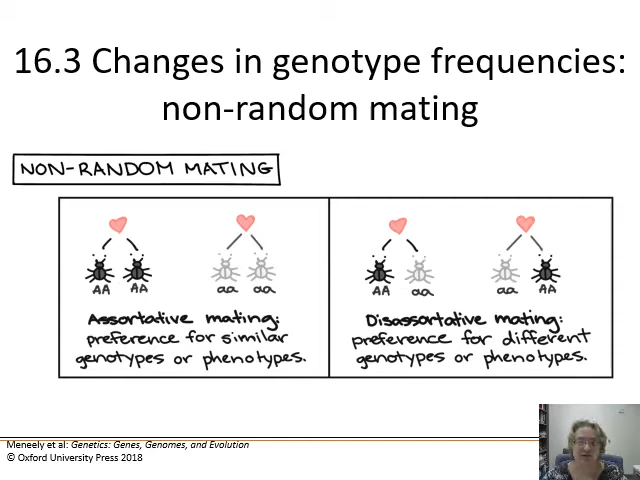 16.3 Changes in genotype frequencies:
non-random mating
NON-RANDOM MATING
AA AA aa aa AA aa aa AA
Assortative mating:
preference for similar
genotypes or phenotypes.
Disassortative mating:
preference for different
genotypes or phenotypes.
Meneely et al: Genetics: Genes, Genomes, and Evolution
© Oxford University Press 2018